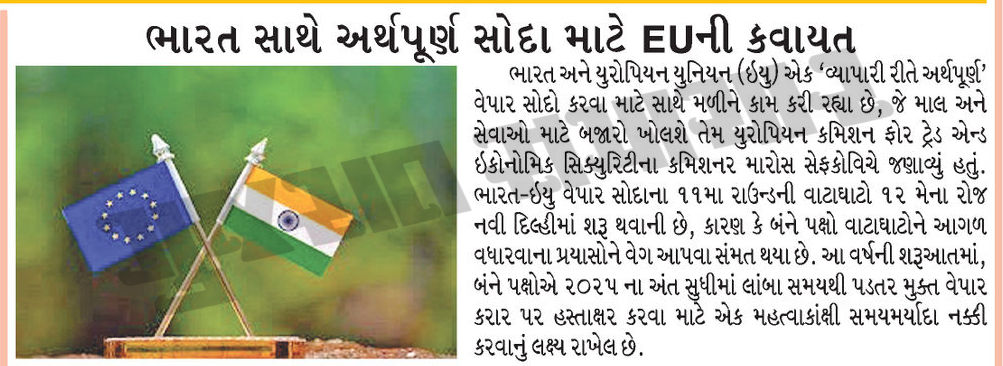 ભારત સાથે અર્થપૂર્ણ સોદા માટે EUની કવાયત
ભારત અને યુરોપિયન યુનિયન (ઇયુ) એક ‘વ્યાપારી રીતે અર્થપૂર્ણ’
વેપાર સોદો કરવા માટે સાથે મળીને કામ કરી રહ્યા છે, જે માલ અને
સેવાઓ માટે બજારો ખોલશે તેમ યુરોપિયન કમિશન ફોર ટ્રેડ એન્ડ
ઇકોનોમિક સિક્યુરિટીના કમિશનર મારોસ સેફકોવિચે જણાવ્યું હતું.
ભારત-ઇયુ વેપાર સોદાના ૧૧મા રાઉન્ડની વાટાઘાટો ૧૨ મેના રોજ
નવી દિલ્હીમાં શરૂ થવાની છે, કારણ કે બંને પક્ષો વાટાઘાટોને આગળ
વધારવાના પ્રયાસોને વેગ આપવા સંમત થયા છે. આ વર્ષની શરૂઆતમાં,
બંને પક્ષોએ ૨૦૨૫ ના અંત સુધીમાં લાંબા સમયથી પડતર મુક્ત વેપાર
કરાર પર હસ્તાક્ષર કરવા માટે એક મહત્વાકાંક્ષી સમયમર્યાદા નક્કી
કરવાનું લક્ષ્ય રાખેલ છે.